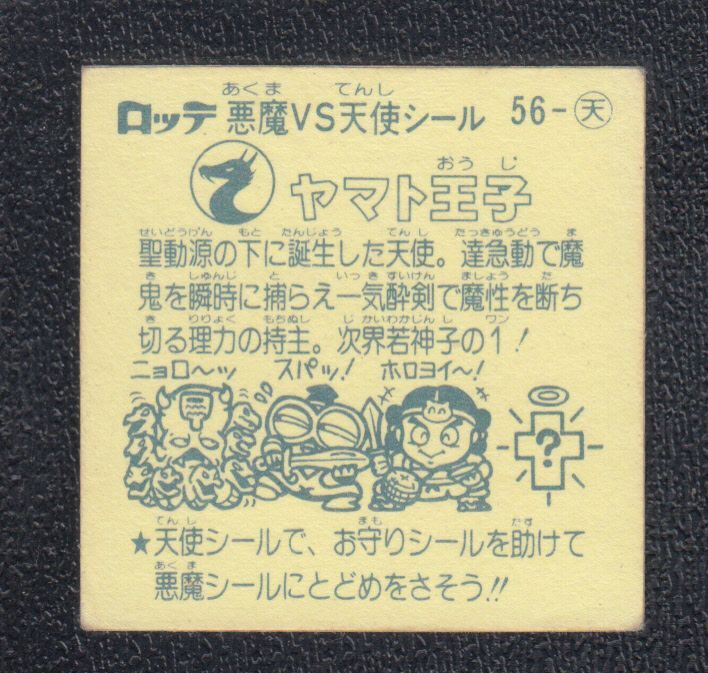 あくま てんし
ロッテ 悪魔VS天使シール 56-天
おうじ
ヤマト王子
せいどうげん もと たんじょう てんし たっきゅうどう ま
聖動源の下に誕生した天使。達急動で魔
き しゅんじ と いっきすいけん ましょう た
鬼を瞬時に捕らえ一気酔剣で魔性を断ち
き りりょく もちぬし じかいわかじんし ワン
切る理力の持主。次界若神子の1!
ニョロ〜ッ スパッ! ホロヨイ〜!
?
てんし まも たす
★天使シールで、お守りシールを助けて
あくま
悪魔シールにとどめをさそう!!